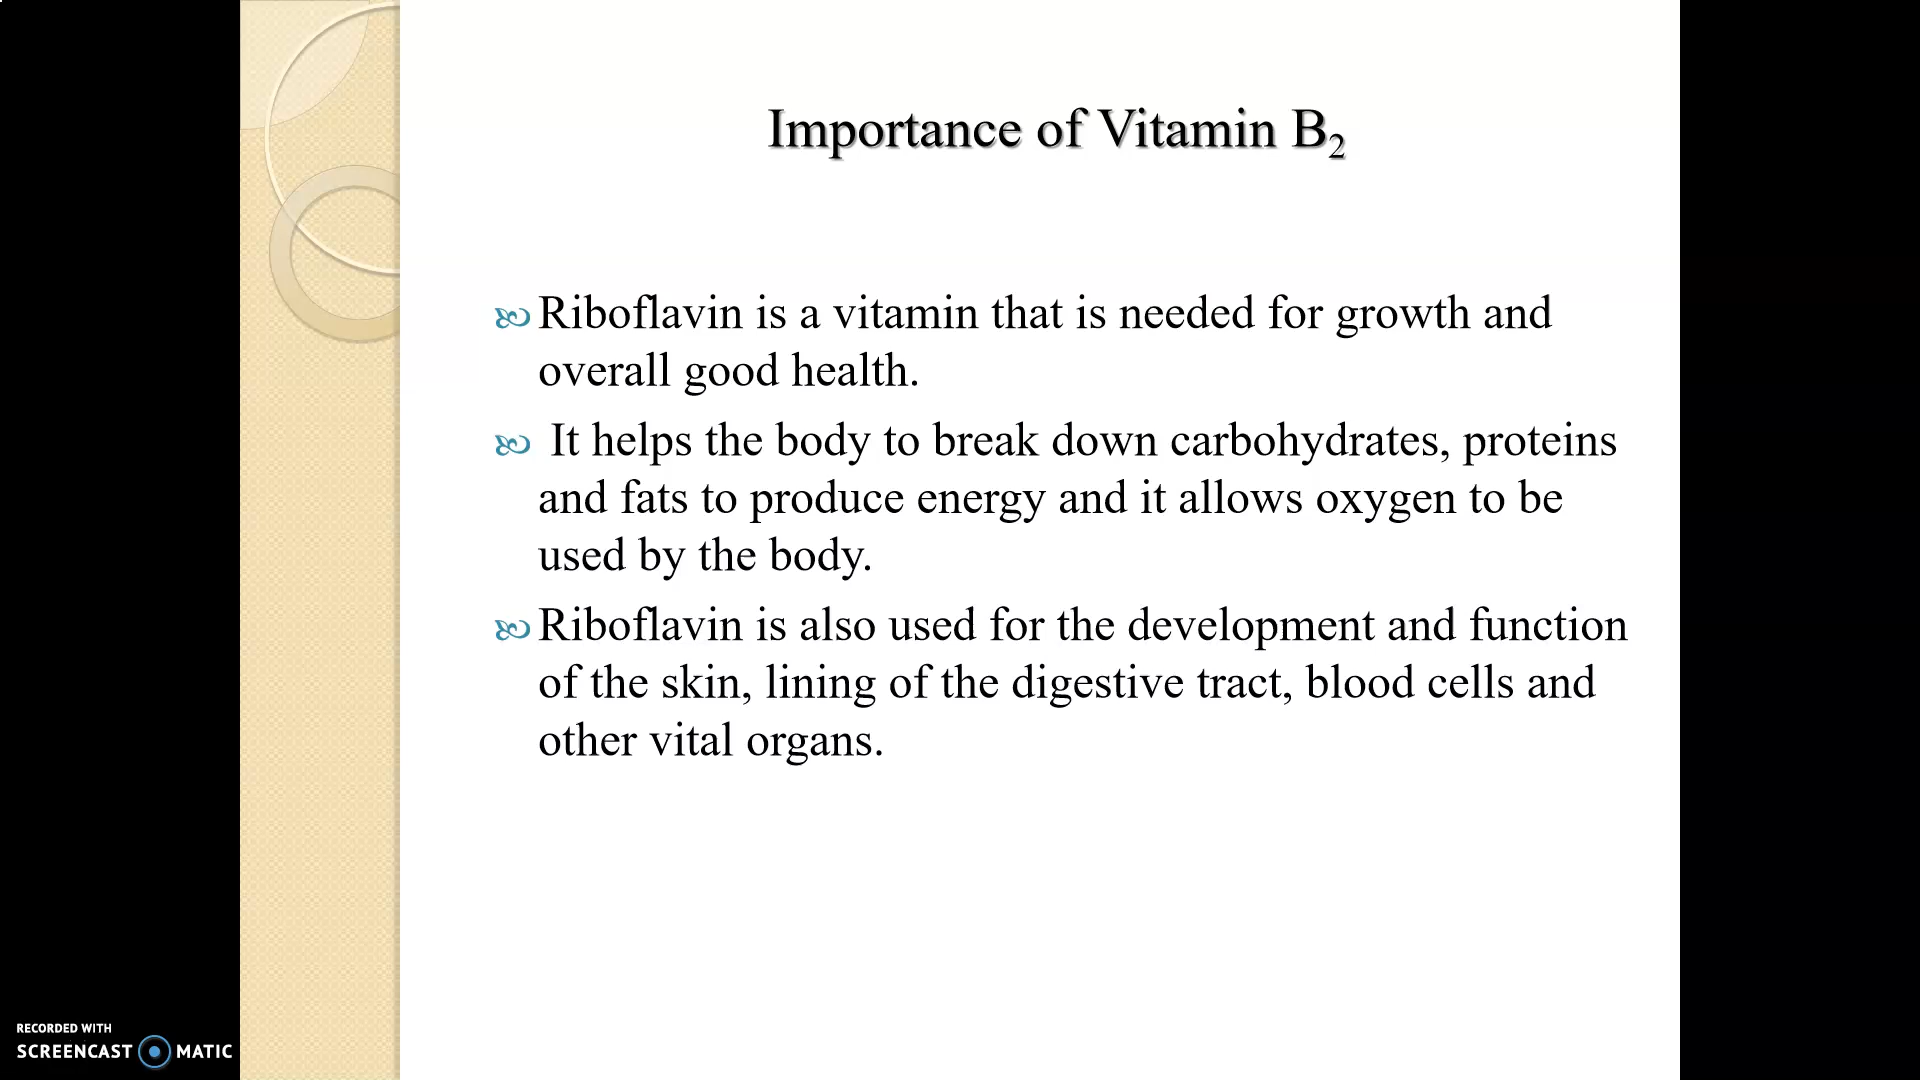 Importance of Vitamin B₂
Riboflavin is a vitamin that is needed for growth and
overall good health.
It helps the body to break down carbohydrates, proteins
and fats to produce energy and it allows oxygen to be
used by the body.
Riboflavin is also used for the development and function
of the skin, lining of the digestive tract, blood cells and
other vital organs.
RECORDED WITH
SCREENCAST MATIC